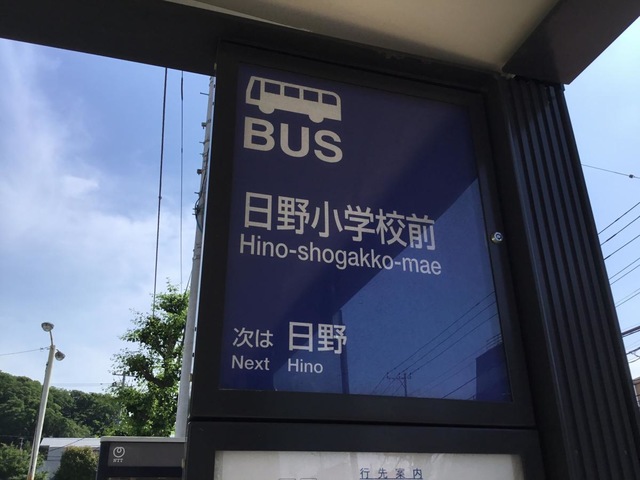 BUS
日野小学校前
Hino-shogakko-mae
次は 日野
Next Hino
NTT
行先案内